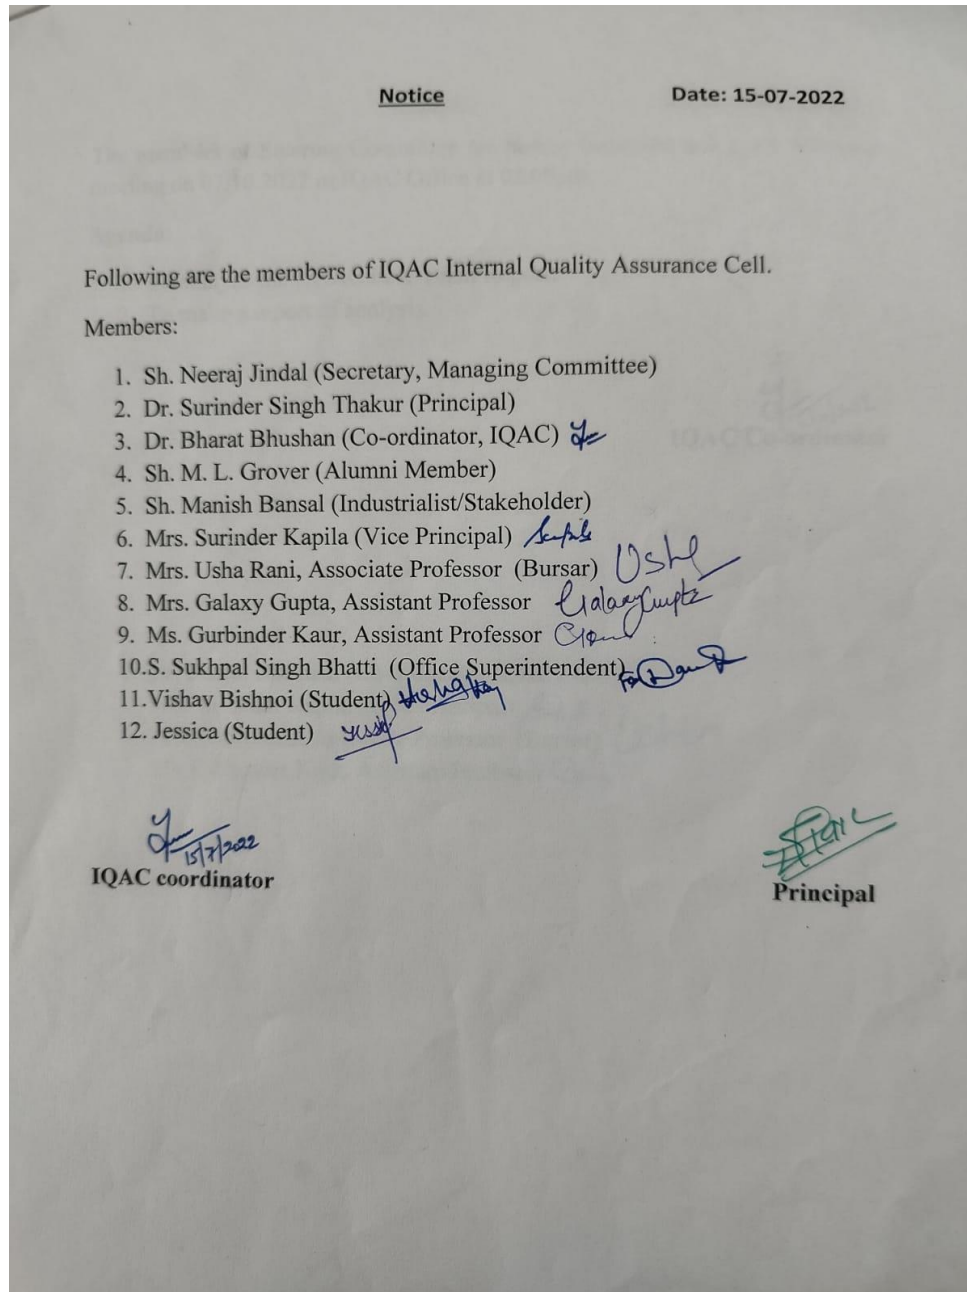 Notice Date: 15-07-2022
Following are the members of IQAC Internal Quality Assurance Cell.
Members:
1. Sh. Neeraj Jindal (Secretary, Managing Committee)
2. Dr. Surinder Singh Thakur (Principal)
3. Dr. Bharat Bhushan (Co-ordinator, IQAC)
4. Sh. M. L. Grover (Alumni Member)
5. Sh. Manish Bansal (Industrialist/Stakeholder)
6. Mrs. Surinder Kapila (Vice Principal)
7. Mrs. Usha Rani, Associate Professor (Bursar) Usha
8. Mrs. Galaxy Gupta, Assistant Professor Galaxy Gupta
9. Ms. Gurbinder Kaur, Assistant Professor
10.S. Sukhpal Singh Bhatti (Office Superintendent)
11.Vishav Bishnoi (Student)
12. Jessica (Student)
15/7/2022
IQAC coordinator
Principal